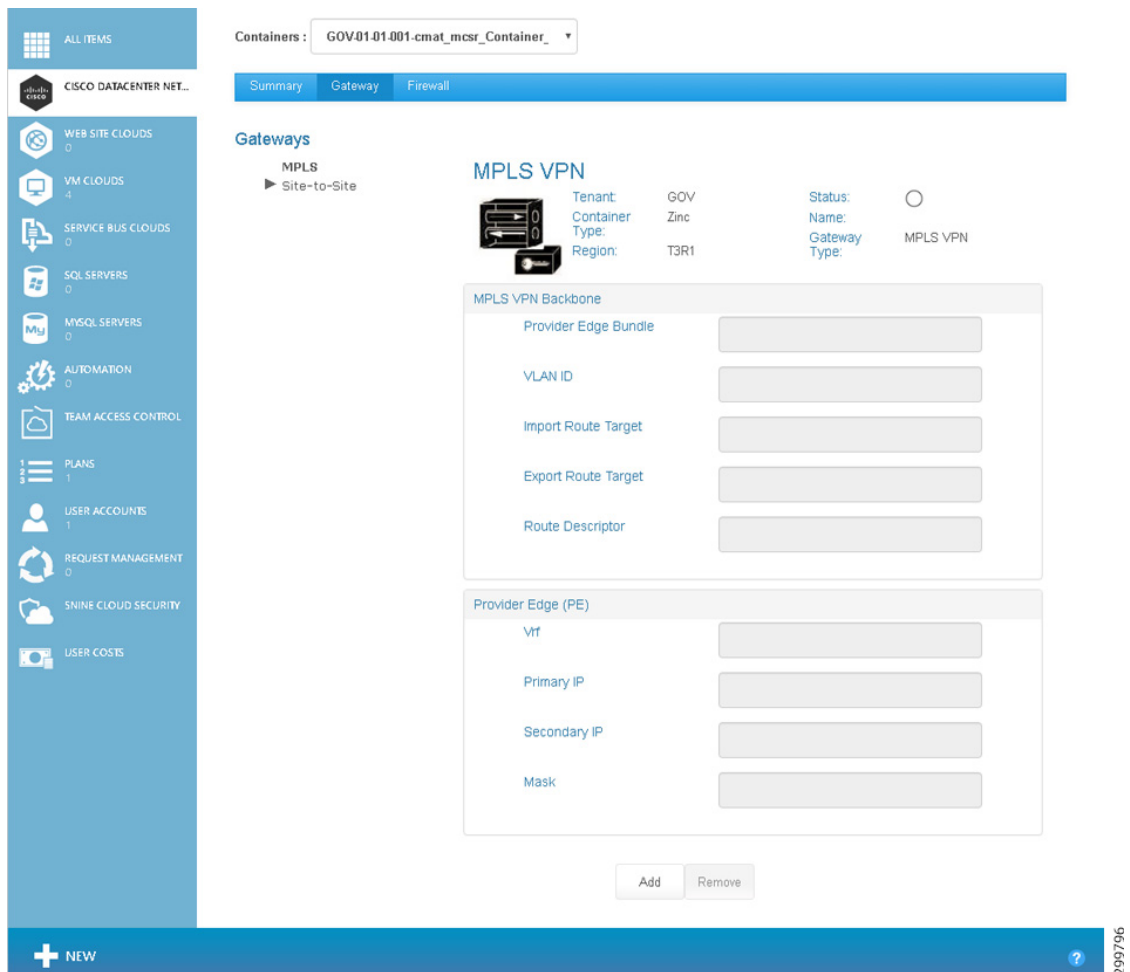 ALL ITEMS
CISCO DATACENTER NET...
WEB SITE CLOUDS
0
VM CLOUDS
4
SERVICE BUS CLOUDS
0
SQL SERVERS
0
MYSQL SERVERS
0
AUTOMATION
0
TEAM ACCESS CONTROL
PLANS
1
USER ACCOUNTS
1
REQUEST MANAGEMENT
0
SNINE CLOUD SECURITY
USER COSTS
Containers : GOV-01-01-001-cmat_mcsr_Container_
Summary Gateway Firewall
Gateways
MPLS
Site-to-Site
MPLS VPN
Tenant: GOV
Container Type: Zinc
Region: T3R1
Status:
Name:
Gateway Type: MPLS VPN
MPLS VPN Backbone
Provider Edge Bundle
VLAN ID
Import Route Target
Export Route Target
Route Descriptor
Provider Edge (PE)
Vrf
Primary IP
Secondary IP
Mask
Add Remove
NEW
?
299796
cisco
My
1
2
3